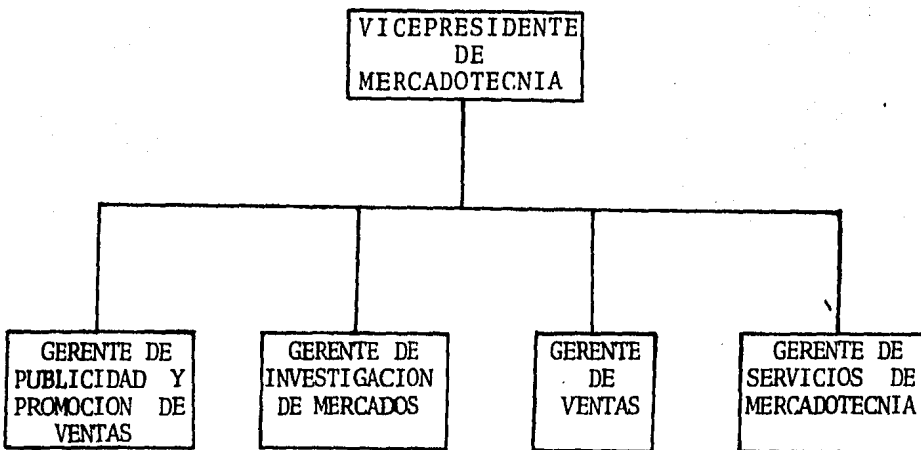 VICEPRESIDENTE
DE
MERCADOTECNIA
GERENTE DE
PUBLICIDAD Y
PROMOCION DE
VENTAS
GERENTE DE
INVESTIGACION
DE MERCADOS
GERENTE
DE
VENTAS
GERENTE DE
SERVICIOS DE
MERCADOTECNIA